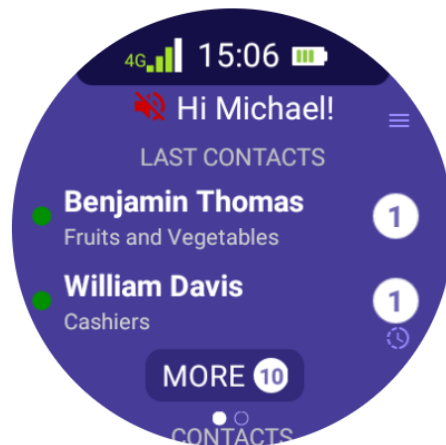 4G 15:06
Hi Michael!
LAST CONTACTS
Benjamin Thomas 1
Fruits and Vegetables
William Davis 1
Cashiers
MORE 10
CONTACTS